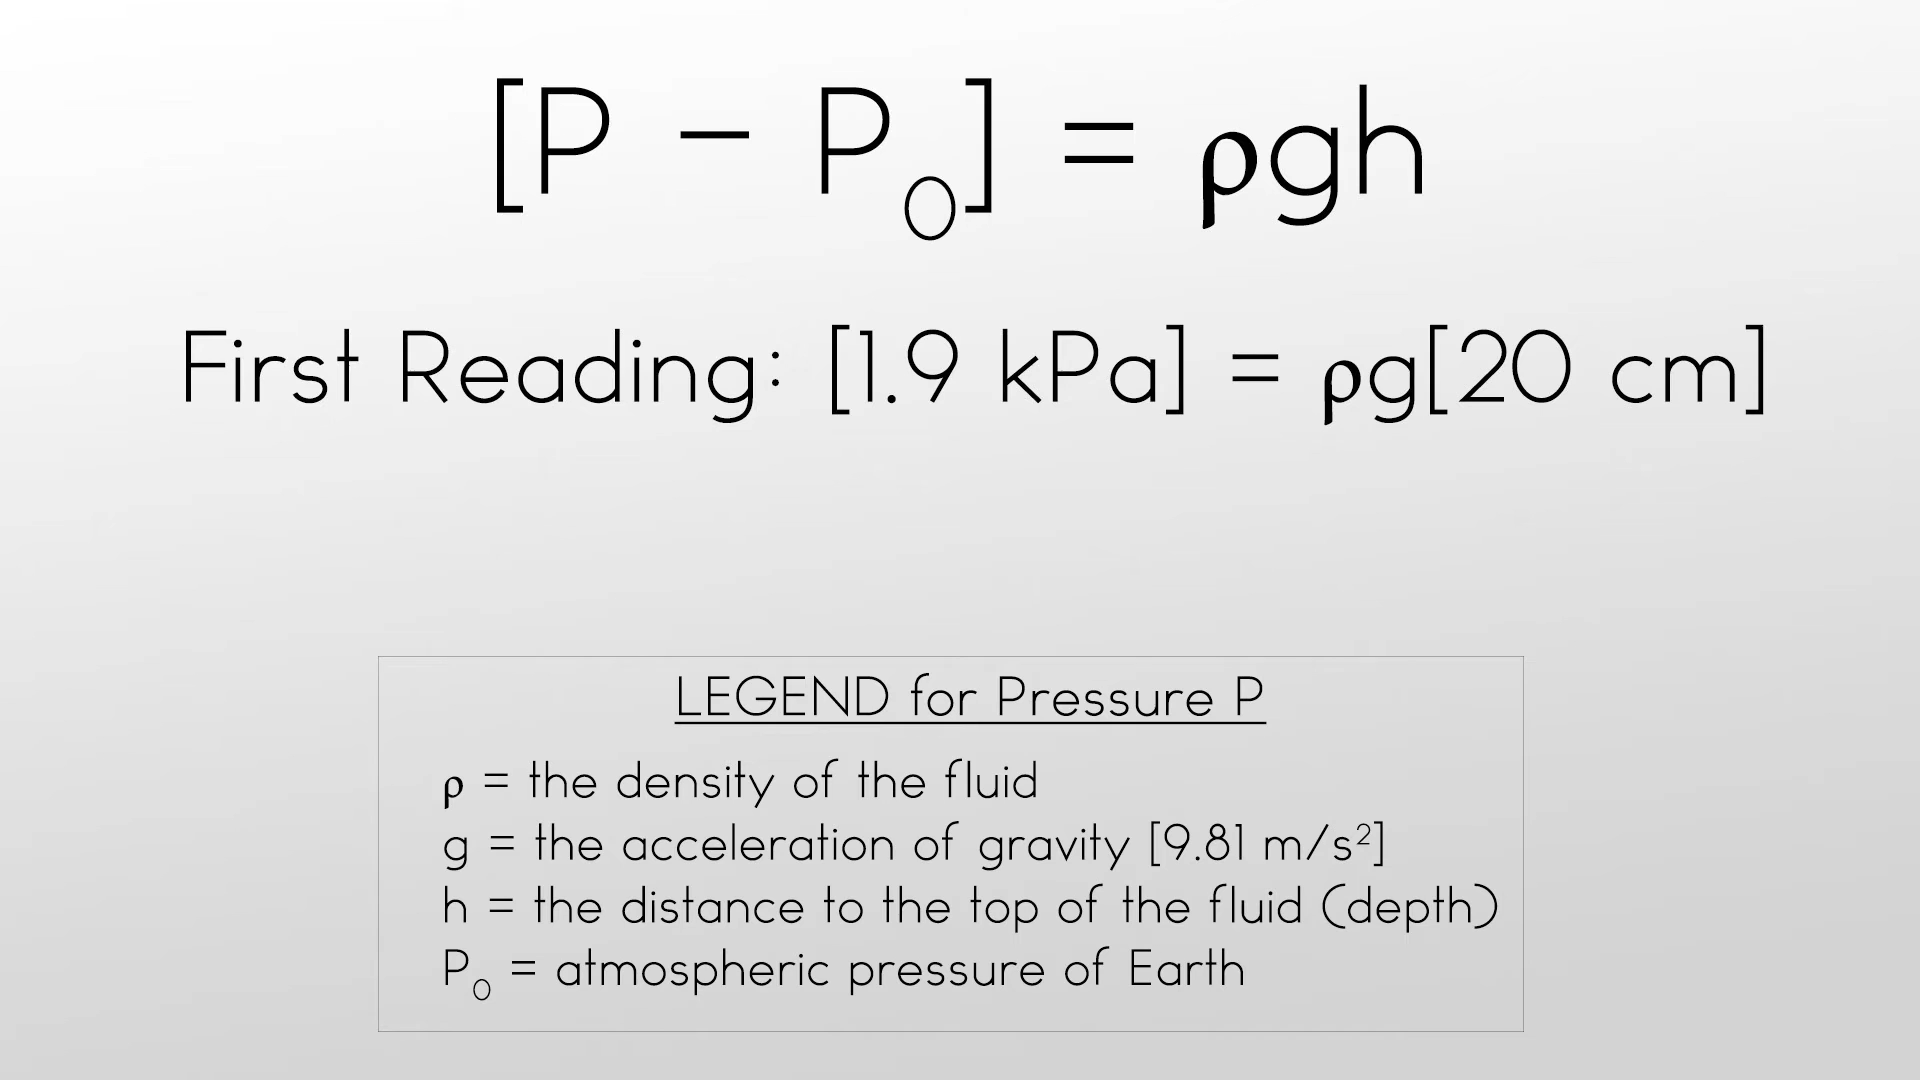 [P − P₀] = ρgh
First Reading: [1.9 kPa] = ρg[20 cm]
LEGEND for Pressure P
ρ = the density of the fluid
g = the acceleration of gravity [9.81 m/s²]
h = the distance to the top of the fluid (depth)
P₀ = atmospheric pressure of Earth